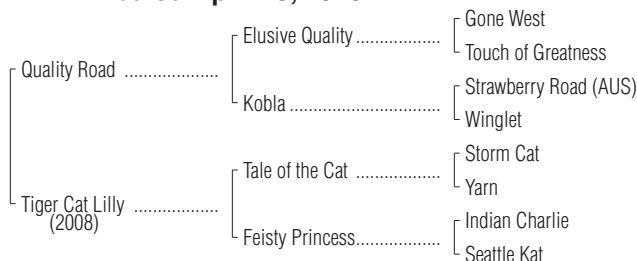 Gone West
Elusive Quality ..................
Touch of Greatness
Quality Road ....................
Strawberry Road (AUS)
Kobla ................................
Winglet
Storm Cat
Tale of the Cat ..................
Yarn
Tiger Cat Lilly ..................
(2008)
Indian Charlie
Feisty Princess..................
Seattle Kat